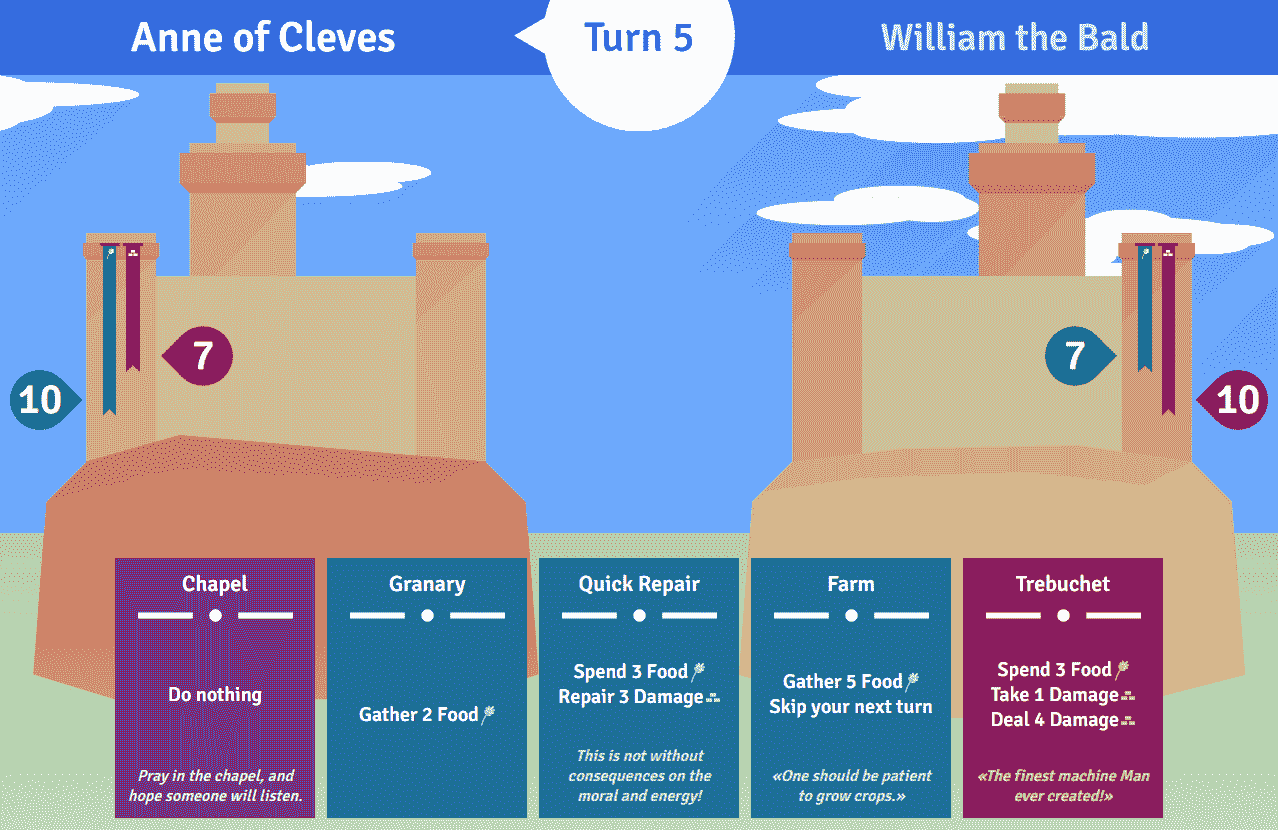 Anne of Cleves
Turn 5
William the Bald
7
10
7
10
Chapel
Do nothing
Pray in the chapel, and
hope someone will listen.
Granary
Gather 2 Food
Quick Repair
Spend 3 Food
Repair 3 Damage
This is not without
consequences on the
moral and energy!
Farm
Gather 5 Food
Skip your next turn
«One should be patient
to grow crops.»
Trebuchet
Spend 3 Food
Take 1 Damage
Deal 4 Damage
«The finest machine Man
ever created!»